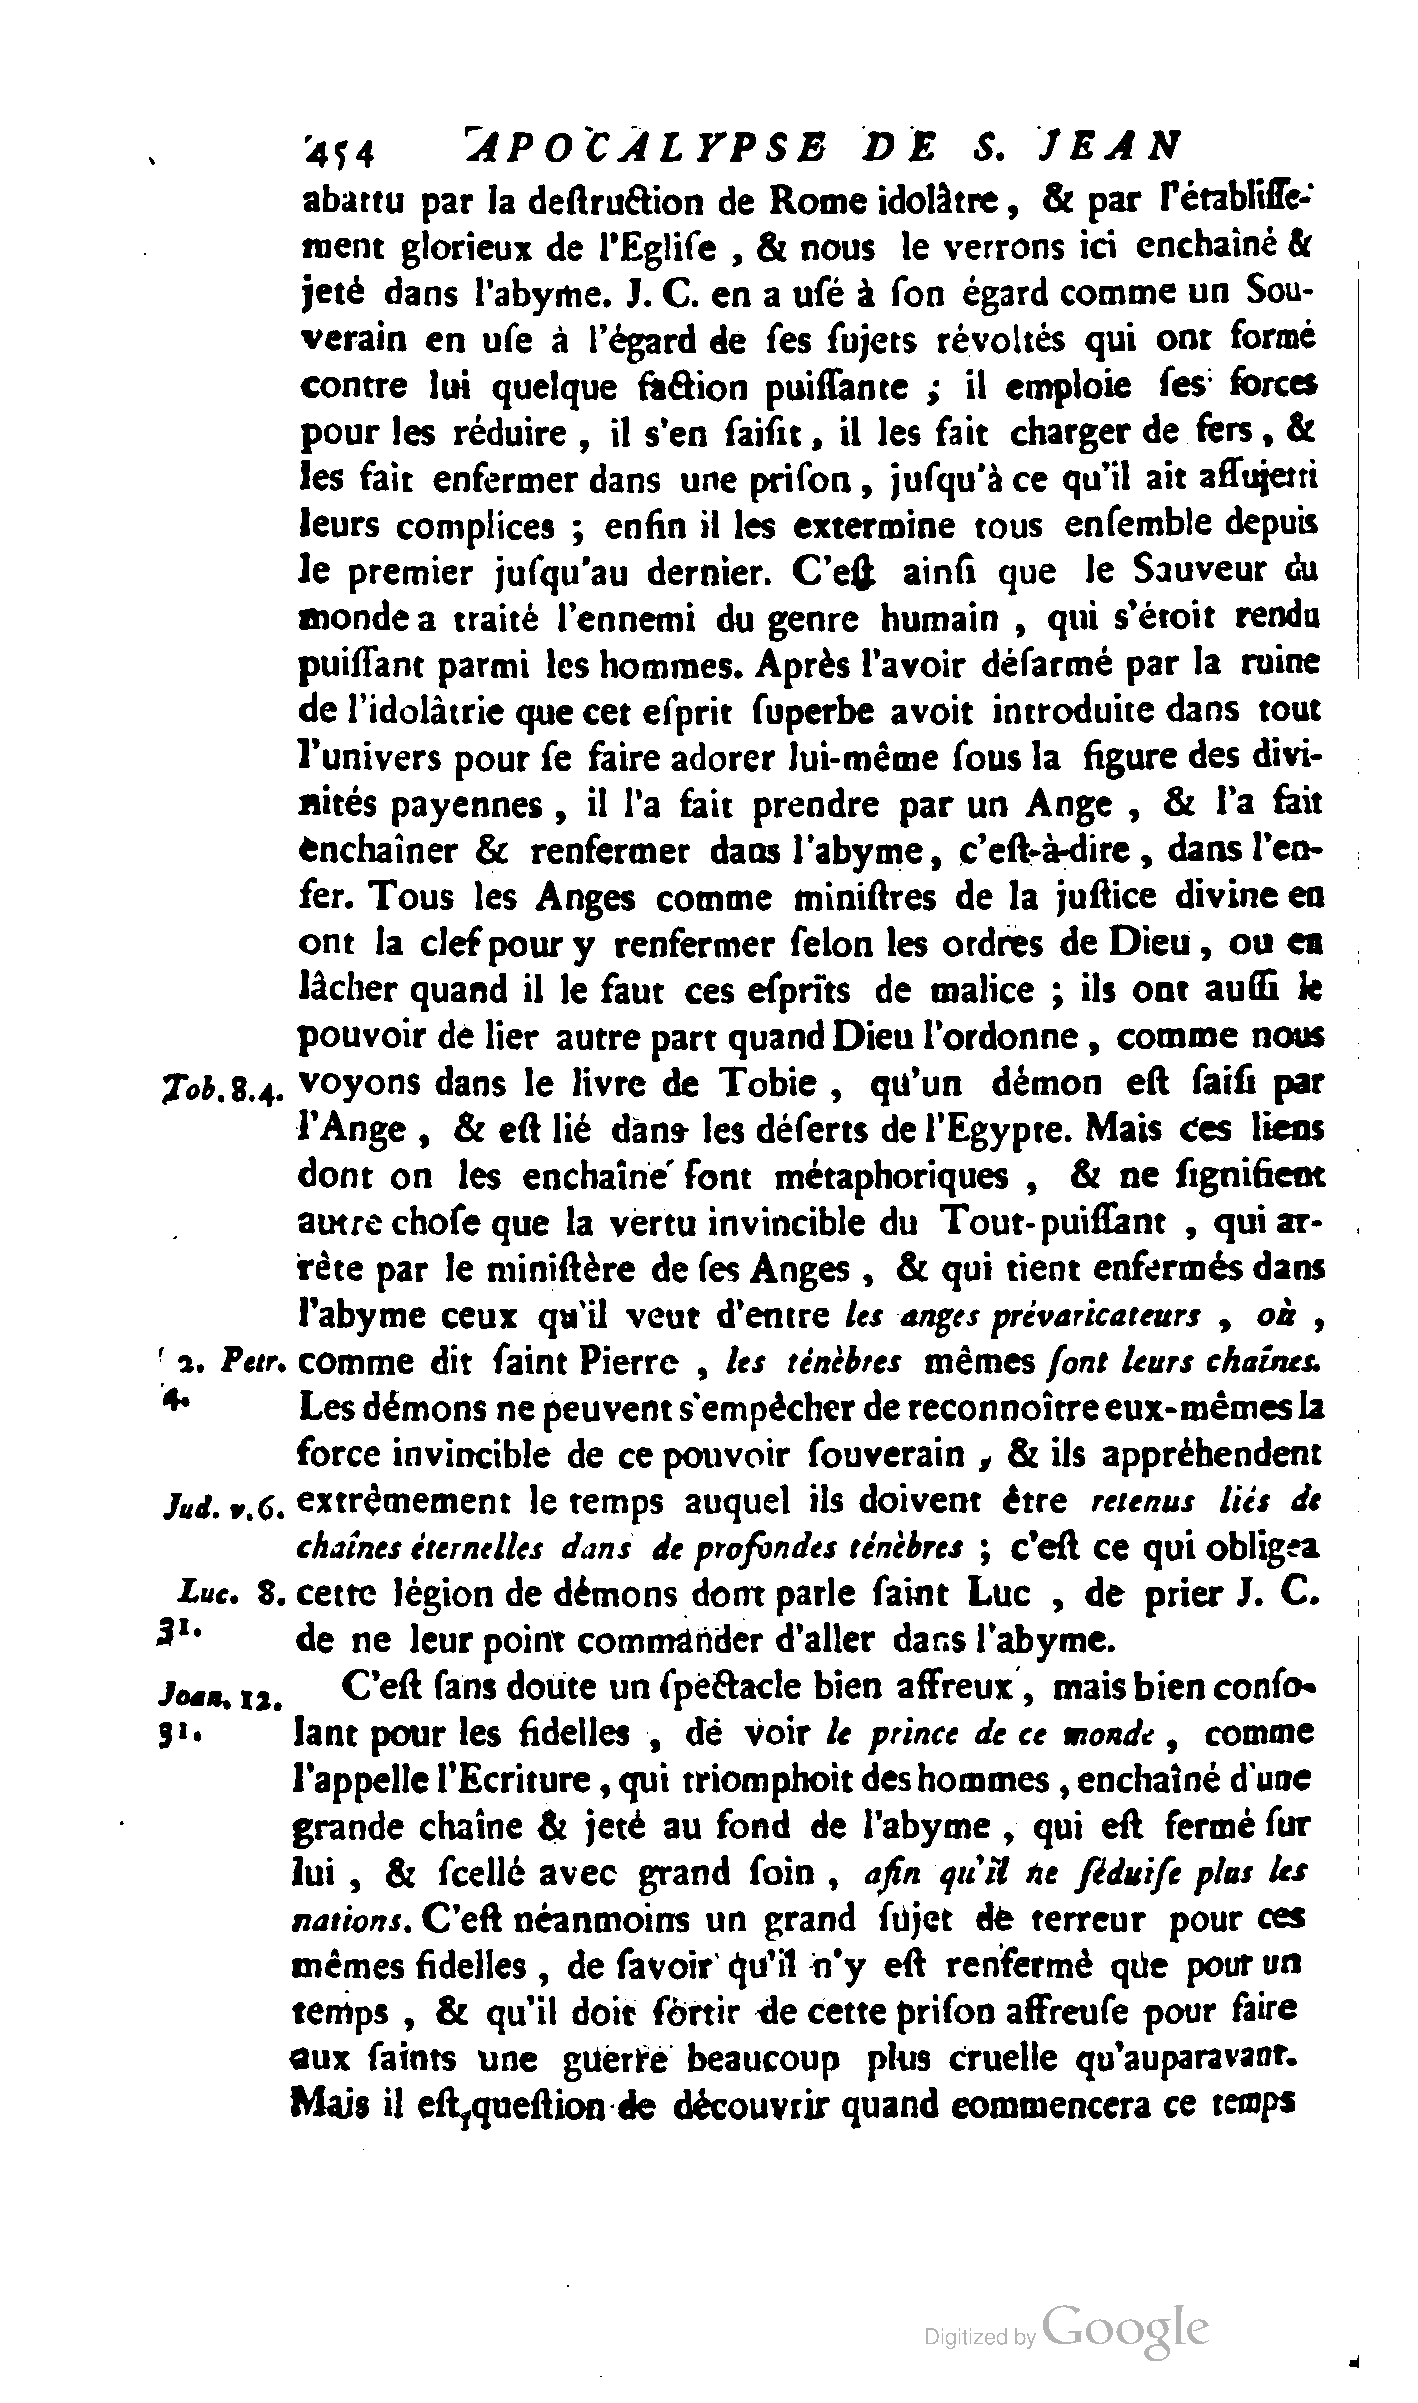 454 APOCALYPSE DE S. JEAN
abattu par la deſtruction de Rome idolâtre, & par l'établiſſe-
ment glorieux de l'Egliſe, & nous le verrons ici enchaîné &
jeté dans l'abyme. J. C. en a uſé à ſon égard comme un Sou-
verain en uſe à l'égard de ſes ſujets révoltés qui ont formé
contre lui quelque faction puiſſante ; il emploie ſes forces
pour les réduire, il s'en ſaiſit, il les fait charger de fers, &
les fait enfermer dans une priſon, juſqu'à ce qu'il ait aſſujetti
leurs complices ; enfin il les extermine tous enſemble depuis
le premier juſqu'au dernier. C'eſt ainſi que le Sauveur du
monde a traité l'ennemi du genre humain, qui s'étoit rendu
puiſſant parmi les hommes. Après l'avoir déſarmé par la ruine
de l'idolâtrie que cet eſprit ſuperbe avoit introduite dans tout
l'univers pour ſe faire adorer lui-même ſous la figure des divi-
nités payennes, il l'a fait prendre par un Ange, & l'a fait
enchaîner & renfermer dans l'abyme, c'eſt-à-dire, dans l'en-
fer. Tous les Anges comme miniſtres de la juſtice divine en
ont la clef pour y renfermer ſelon les ordres de Dieu, ou en
lâcher quand il le faut ces eſprits de malice ; ils ont auſſi le
pouvoir de lier autre part quand Dieu l'ordonne, comme nous
Tob. 8. 4. voyons dans le livre de Tobie, qu'un démon eſt ſaiſi par
l'Ange, & eſt lié dans les déſerts de l'Egypte. Mais ces liens
dont on les enchaîne ſont métaphoriques, & ne ſignifient
autre choſe que la vertu invincible du Tout-puiſſant, qui ar-
rête par le miniſtère de ſes Anges, & qui tient enfermés dans
l'abyme ceux qu'il veut d'entre les anges prévaricateurs, où,
2. Petr. comme dit ſaint Pierre, les ténèbres mêmes ſont leurs chaînes.
4. Les démons ne peuvent s'empêcher de reconnoître eux-mêmes la
force invincible de ce pouvoir ſouverain, & ils appréhendent
Jud. v. 6. extrêmement le temps auquel ils doivent être retenus liés de
chaînes éternelles dans de profondes ténèbres ; c'eſt ce qui obligea
Luc. 8. cette légion de démons dont parle ſaint Luc, de prier J. C.
31. de ne leur point commander d'aller dans l'abyme.
Joan. 12. C'eſt ſans doute un ſpectacle bien affreux, mais bien conſo-
31. lant pour les fidelles, de voir le prince de ce monde, comme
l'appelle l'Ecriture, qui triomphoit des hommes, enchaîné d'une
grande chaîne & jeté au fond de l'abyme, qui eſt fermé ſur
lui, & ſcellé avec grand ſoin, afin qu'il ne ſéduiſe plus les
nations. C'eſt néanmoins un grand ſujet de terreur pour ces
mêmes fidelles, de ſavoir qu'il n'y eſt renfermé que pour un
temps, & qu'il doit ſortir de cette priſon affreuſe pour faire
aux ſaints une guerre beaucoup plus cruelle qu'auparavant.
Mais il eſt queſtion de découvrir quand commencera ce temps
Digitized by Google